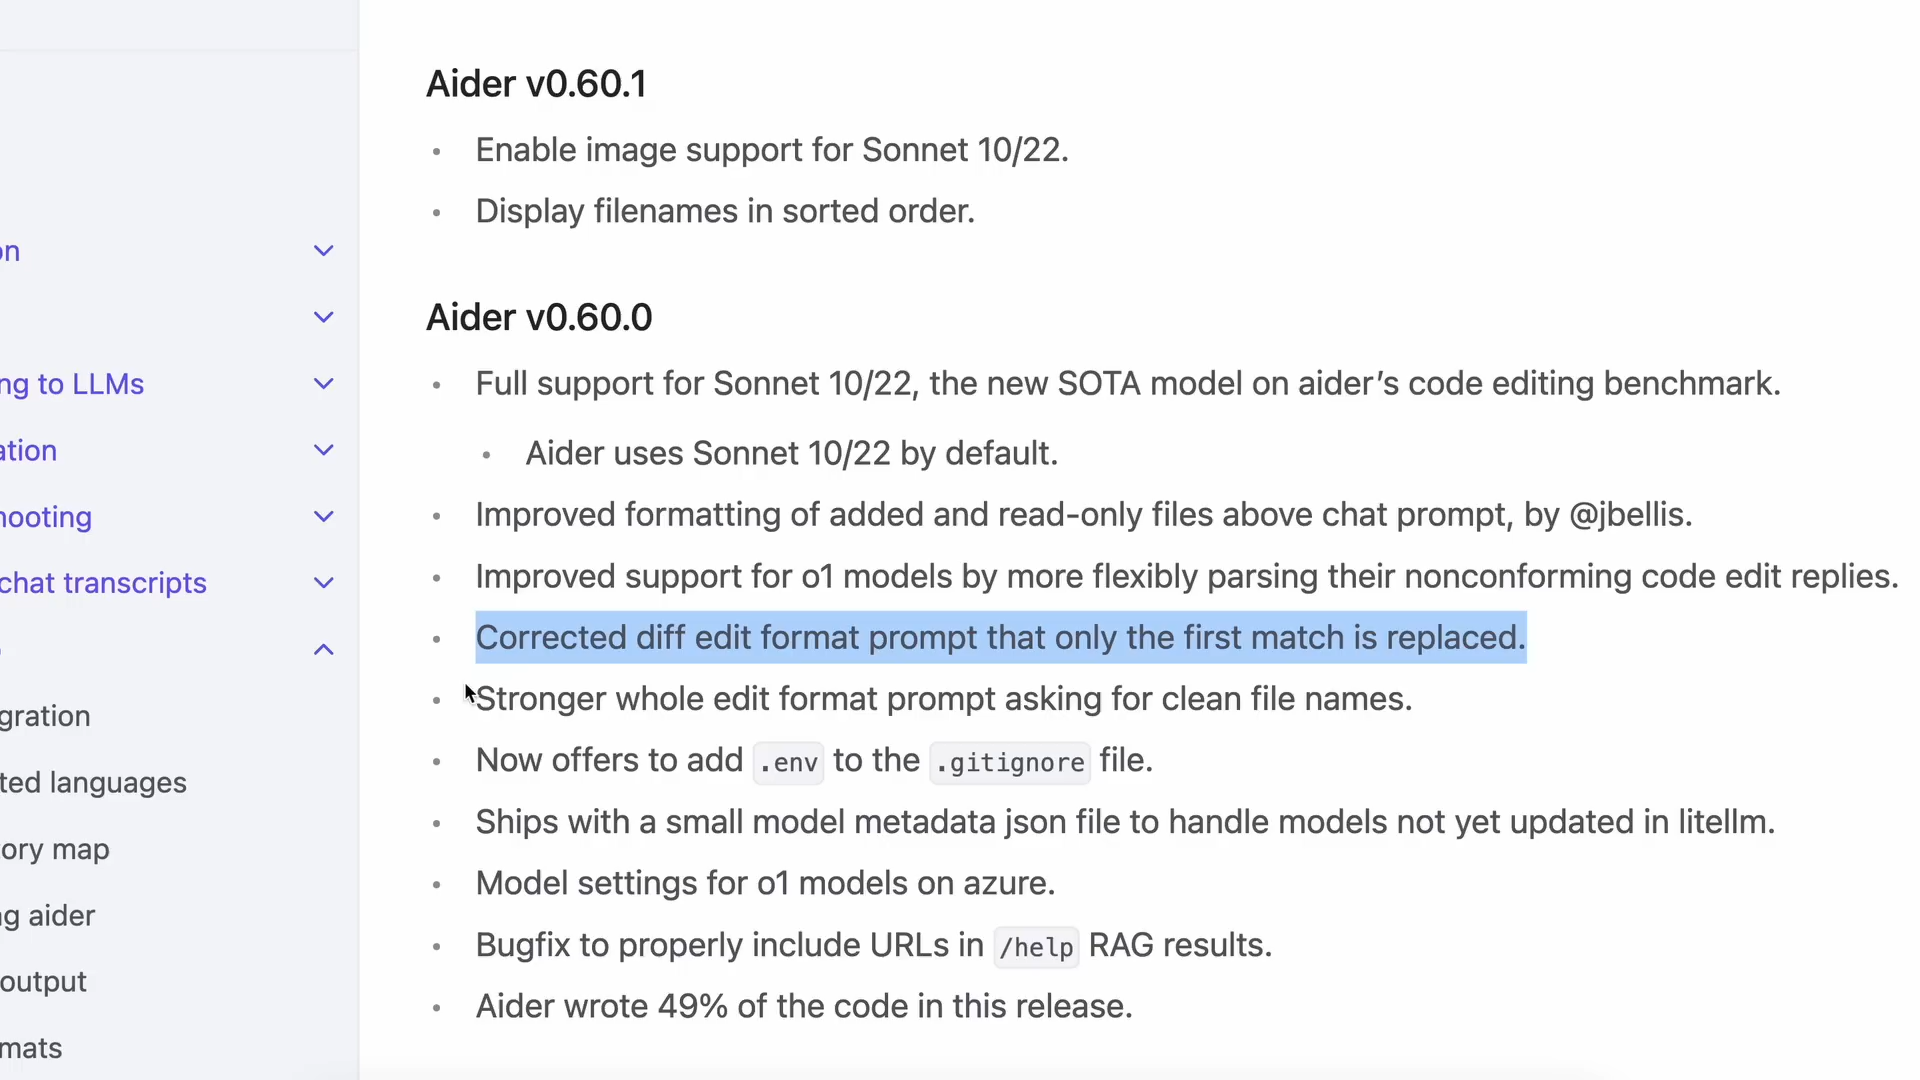 Aider v0.60.1
Enable image support for Sonnet 10/22.
Display filenames in sorted order.
Aider v0.60.0
Full support for Sonnet 10/22, the new SOTA model on aider’s code editing benchmark.
Aider uses Sonnet 10/22 by default.
Improved formatting of added and read-only files above chat prompt, by @jbellis.
Improved support for o1 models by more flexibly parsing their nonconforming code edit replies.
Corrected diff edit format prompt that only the first match is replaced.
Stronger whole edit format prompt asking for clean file names.
Now offers to add .env to the .gitignore file.
Ships with a small model metadata json file to handle models not yet updated in litellm.
Model settings for o1 models on azure.
Bugfix to properly include URLs in /help RAG results.
Aider wrote 49% of the code in this release.
on
ng to LLMs
ation
hooting
chat transcripts
gration
ted languages
ory map
ng aider
output
mats